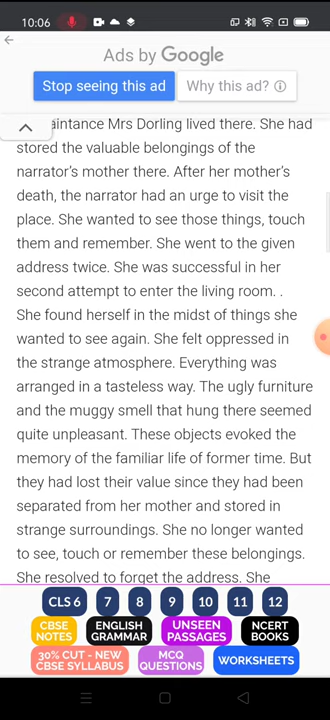 10:06
Ads by Google
Stop seeing this ad
Why this ad?
aintance Mrs Dorling lived there. She had
stored the valuable belongings of the
narrator's mother there. After her mother's
death, the narrator had an urge to visit the
place. She wanted to see those things, touch
them and remember. She went to the given
address twice. She was successful in her
second attempt to enter the living room. .
She found herself in the midst of things she
wanted to see again. She felt oppressed in
the strange atmosphere. Everything was
arranged in a tasteless way. The ugly furniture
and the muggy smell that hung there seemed
quite unpleasant. These objects evoked the
memory of the familiar life of former time. But
they had lost their value since they had been
separated from her mother and stored in
strange surroundings. She no longer wanted
to see, touch or remember these belongings.
She resolved to forget the address. She
CLS 6 7 8 9 10 11 12
CBSE NOTES
ENGLISH GRAMMAR
UNSEEN PASSAGES
NCERT BOOKS
30% CUT - NEW CBSE SYLLABUS
MCQ QUESTIONS
WORKSHEETS